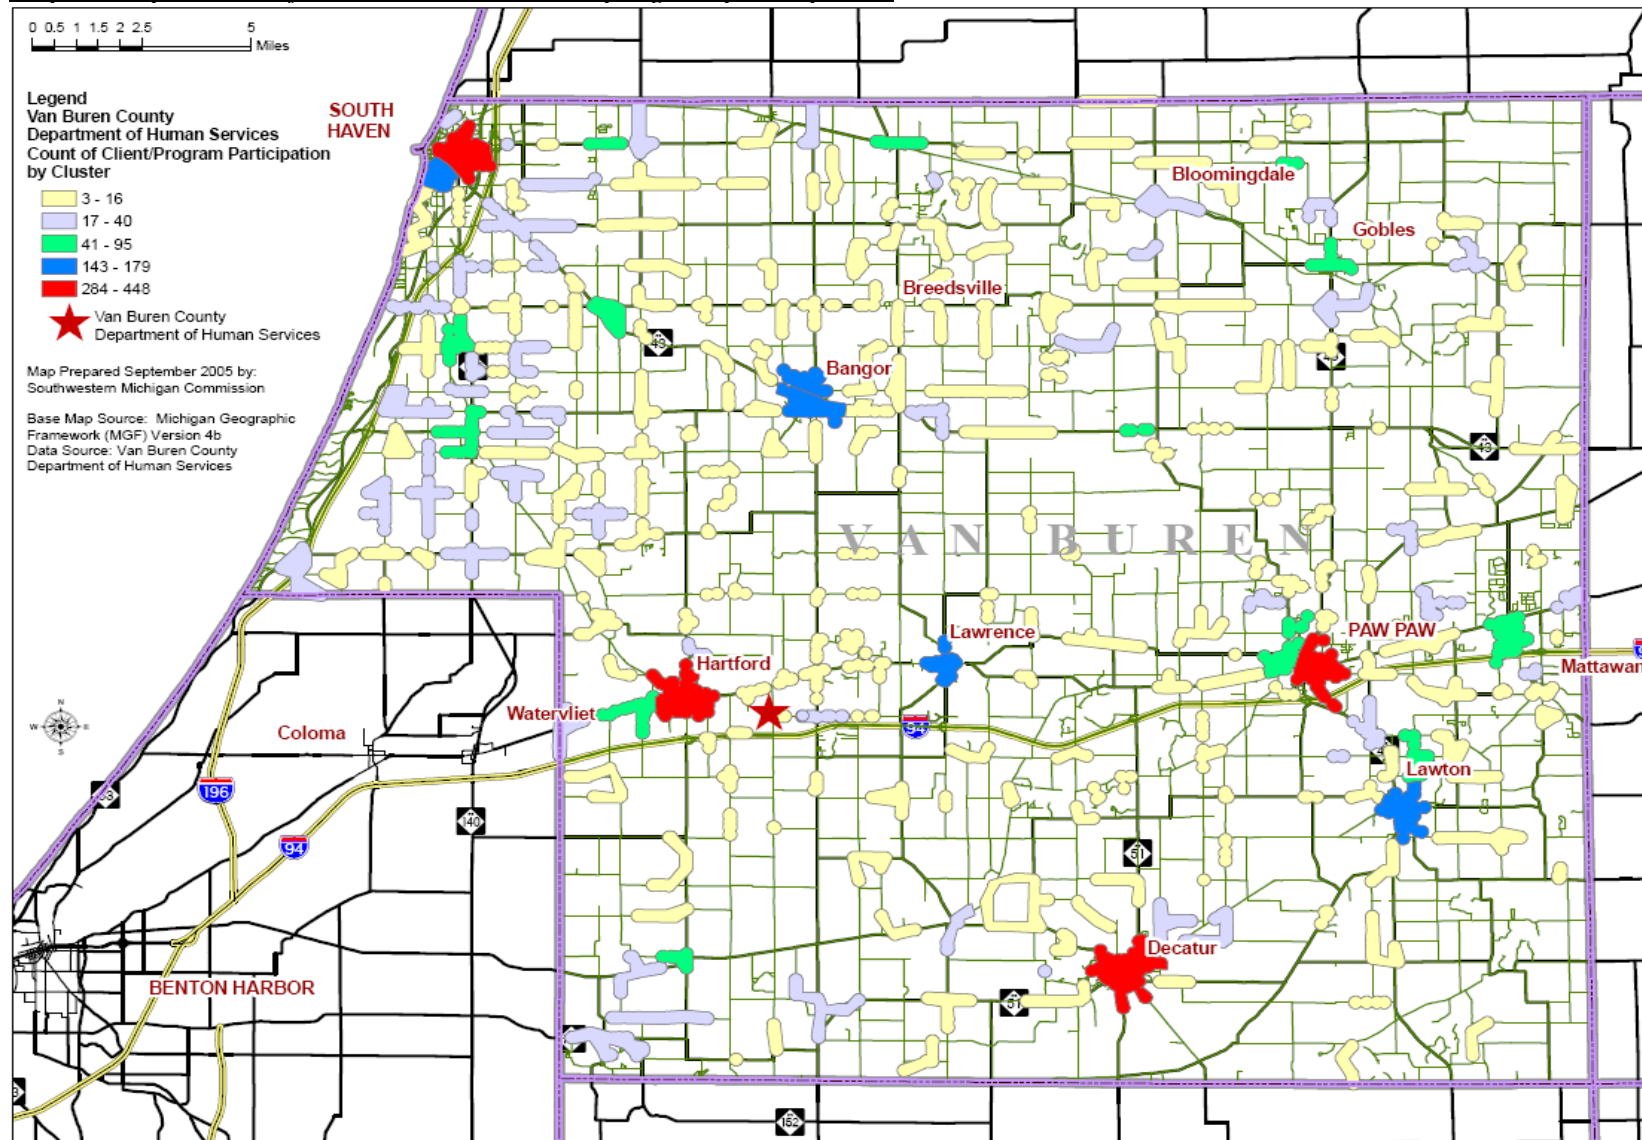 0 0.5 1 1.5 2 2.5 5
Miles
Legend
Van Buren County
Department of Human Services
Count of Client/Program Participation
by Cluster
3 - 16
17 - 40
41 - 95
143 - 179
284 - 448
Van Buren County
Department of Human Services
Map Prepared September 2005 by:
Southwestern Michigan Commission
Base Map Source: Michigan Geographic
Framework (MGF) Version 4b
Data Source: Van Buren County
Department of Human Services
SOUTH
HAVEN
Bloomingdale
Gobles
Breedsville
43
Bangor
43
VAN BUREN
Lawrence
PAW PAW
Hartford
Mattawan
Watervliet
Coloma
94
Lawton
196
140
94
51
Decatur
BENTON HARBOR
51
152
N
W
E
S